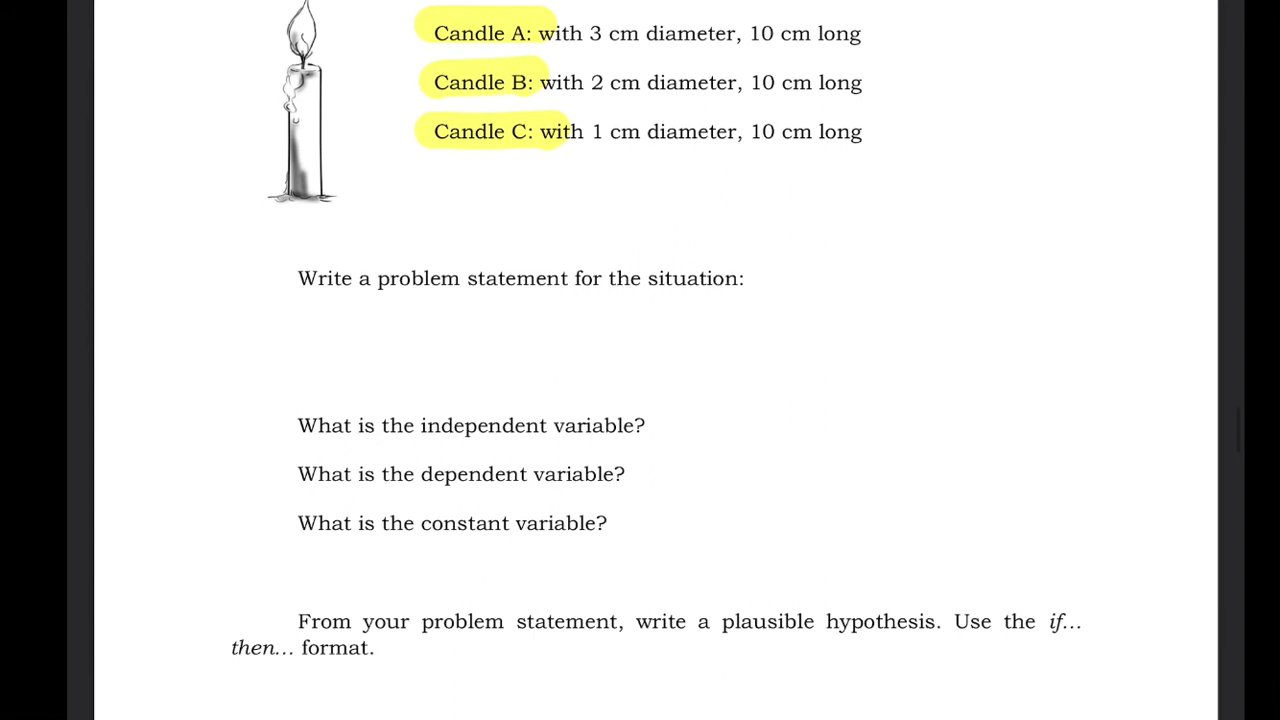 Candle A: with 3 cm diameter, 10 cm long
Candle B: with 2 cm diameter, 10 cm long
Candle C: with 1 cm diameter, 10 cm long
Write a problem statement for the situation:
What is the independent variable?
What is the dependent variable?
What is the constant variable?
From your problem statement, write a plausible hypothesis. Use the if...
then... format.